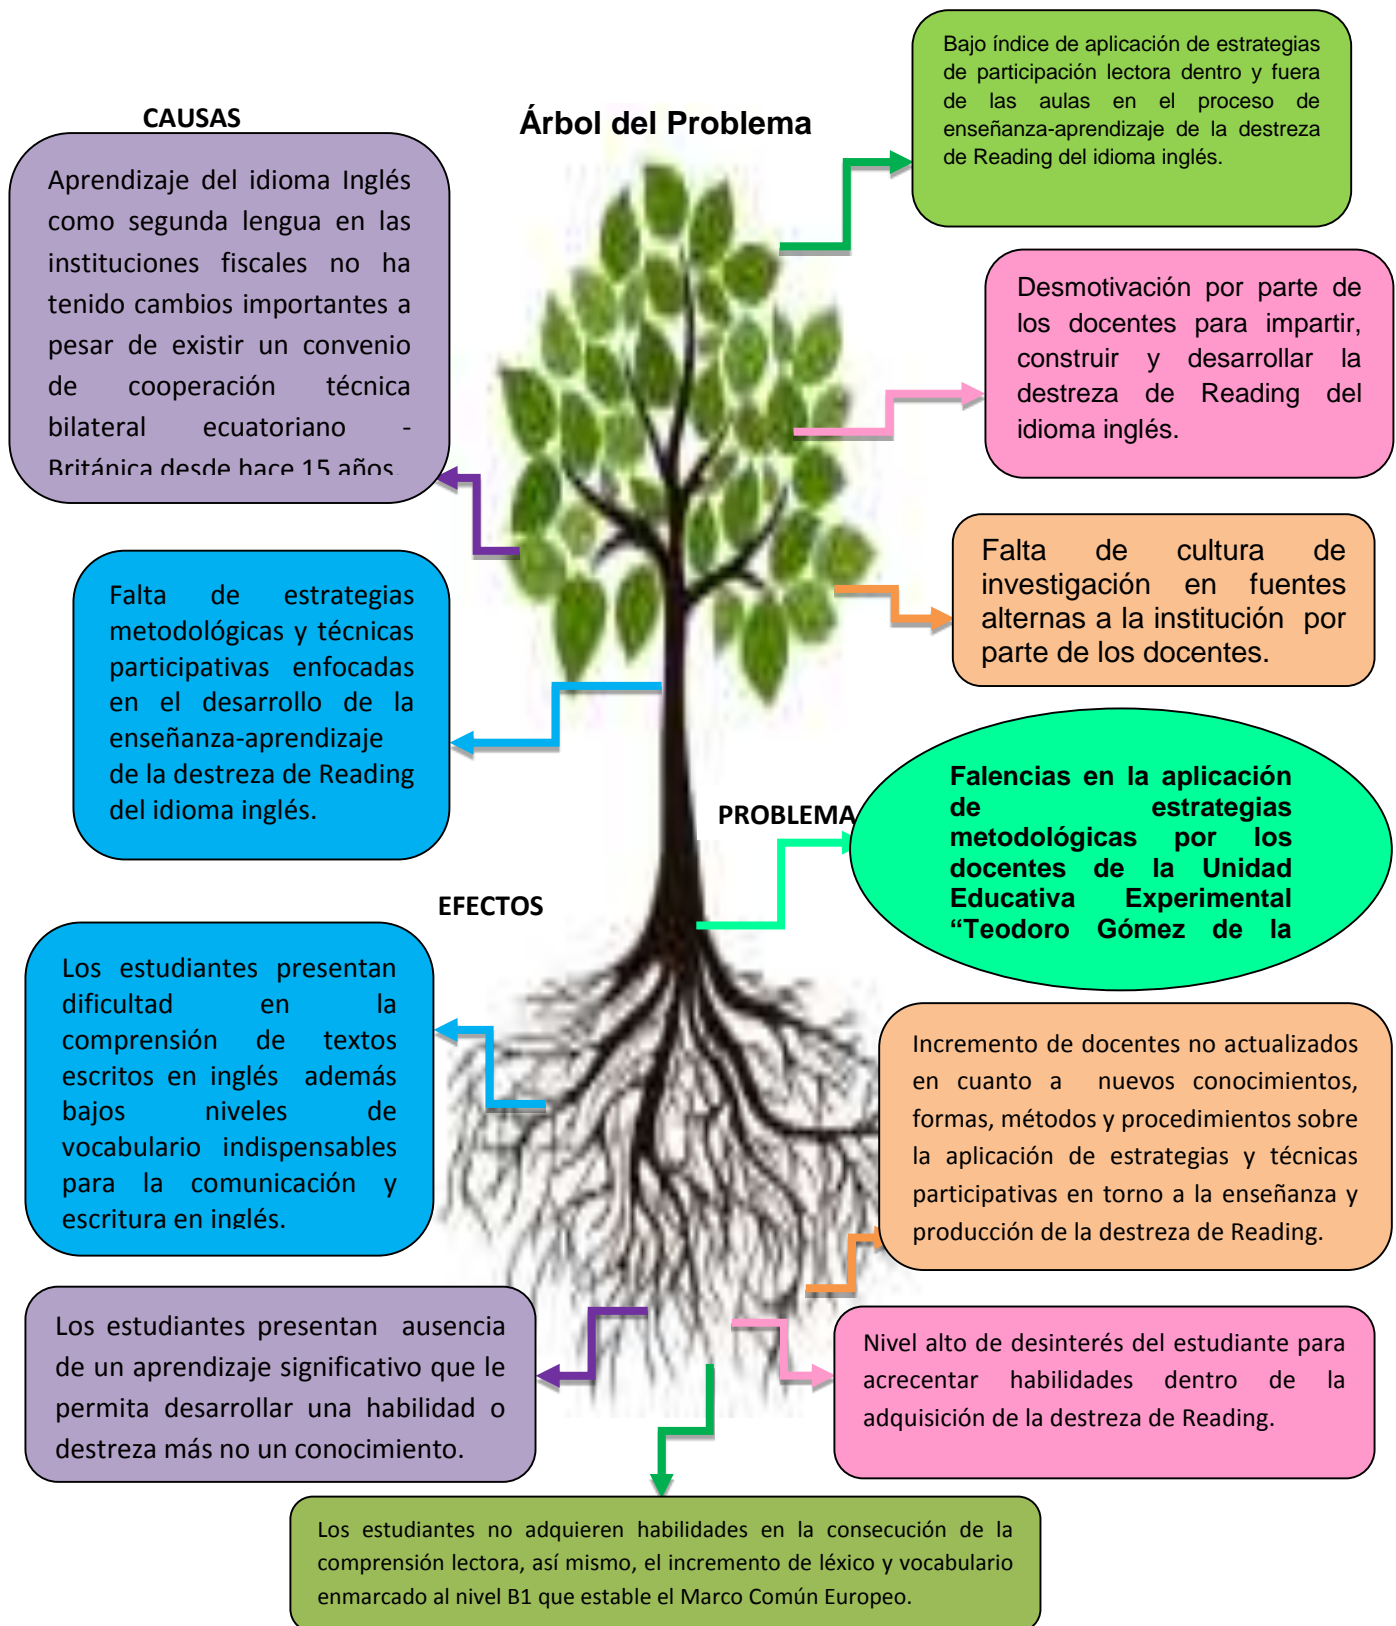 Árbol del Problema
CAUSAS
Aprendizaje del idioma Inglés
como segunda lengua en las
instituciones fiscales no ha
tenido cambios importantes a
pesar de existir un convenio
de cooperación técnica
bilateral ecuatoriano -
Británica desde hace 15 años.
Falta de estrategias
metodológicas y técnicas
participativas enfocadas
en el desarrollo de la
enseñanza-aprendizaje
de la destreza de Reading
del idioma inglés.
Bajo índice de aplicación de estrategias
de participación lectora dentro y fuera
de las aulas en el proceso de
enseñanza-aprendizaje de la destreza
de Reading del idioma inglés.
Desmotivación por parte de
los docentes para impartir,
construir y desarrollar la
destreza de Reading del
idioma inglés.
Falta de cultura de
investigación en fuentes
alternas a la institución por
parte de los docentes.
PROBLEMA
Falencias en la aplicación
de estrategias
metodológicas por los
docentes de la Unidad
Educativa Experimental
“Teodoro Gómez de la
EFECTOS
Los estudiantes presentan
dificultad en la
comprensión de textos
escritos en inglés además
bajos niveles de
vocabulario indispensables
para la comunicación y
escritura en inglés.
Incremento de docentes no actualizados
en cuanto a nuevos conocimientos,
formas, métodos y procedimientos sobre
la aplicación de estrategias y técnicas
participativas en torno a la enseñanza y
producción de la destreza de Reading.
Los estudiantes presentan ausencia
de un aprendizaje significativo que le
permita desarrollar una habilidad o
destreza más no un conocimiento.
Nivel alto de desinterés del estudiante para
acrecentar habilidades dentro de la
adquisición de la destreza de Reading.
Los estudiantes no adquieren habilidades en la consecución de la
comprensión lectora, así mismo, el incremento de léxico y vocabulario
enmarcado al nivel B1 que estable el Marco Común Europeo.